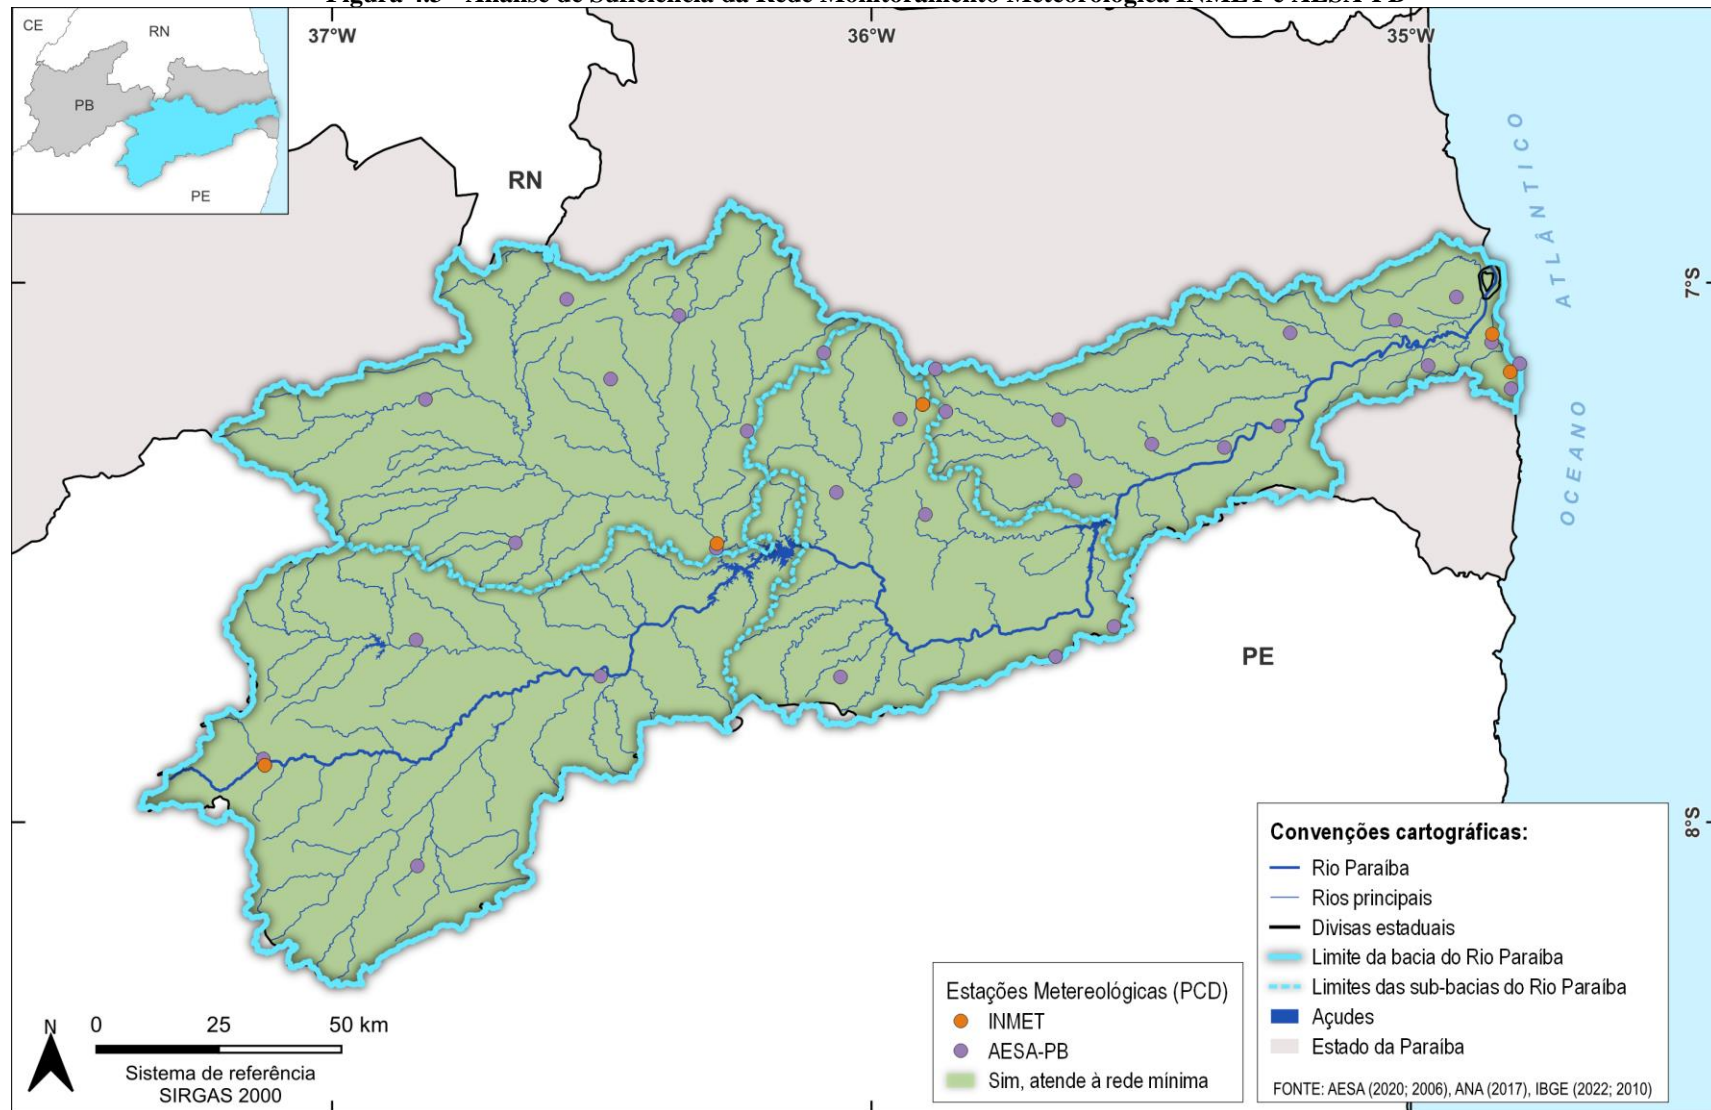 Figura 4.3 - Análise de Suficiência da Rede Monitoramento Meteorológica INMET e AESA-PB
CE
RN
PB
PE
37°W
36°W
35°W
RN
7°S
OCEANO ATLÂNTICO
PE
8°S
N
0 25 50 km
Sistema de referência
SIRGAS 2000
Estações Metereológicas (PCD)
INMET
AESA-PB
Sim, atende à rede mínima
Convenções cartográficas:
Rio Paraíba
Rios principais
Divisas estaduais
Limite da bacia do Rio Paraíba
Limites das sub-bacias do Rio Paraíba
Açudes
Estado da Paraíba
FONTE: AESA (2020; 2006), ANA (2017), IBGE (2022; 2010)